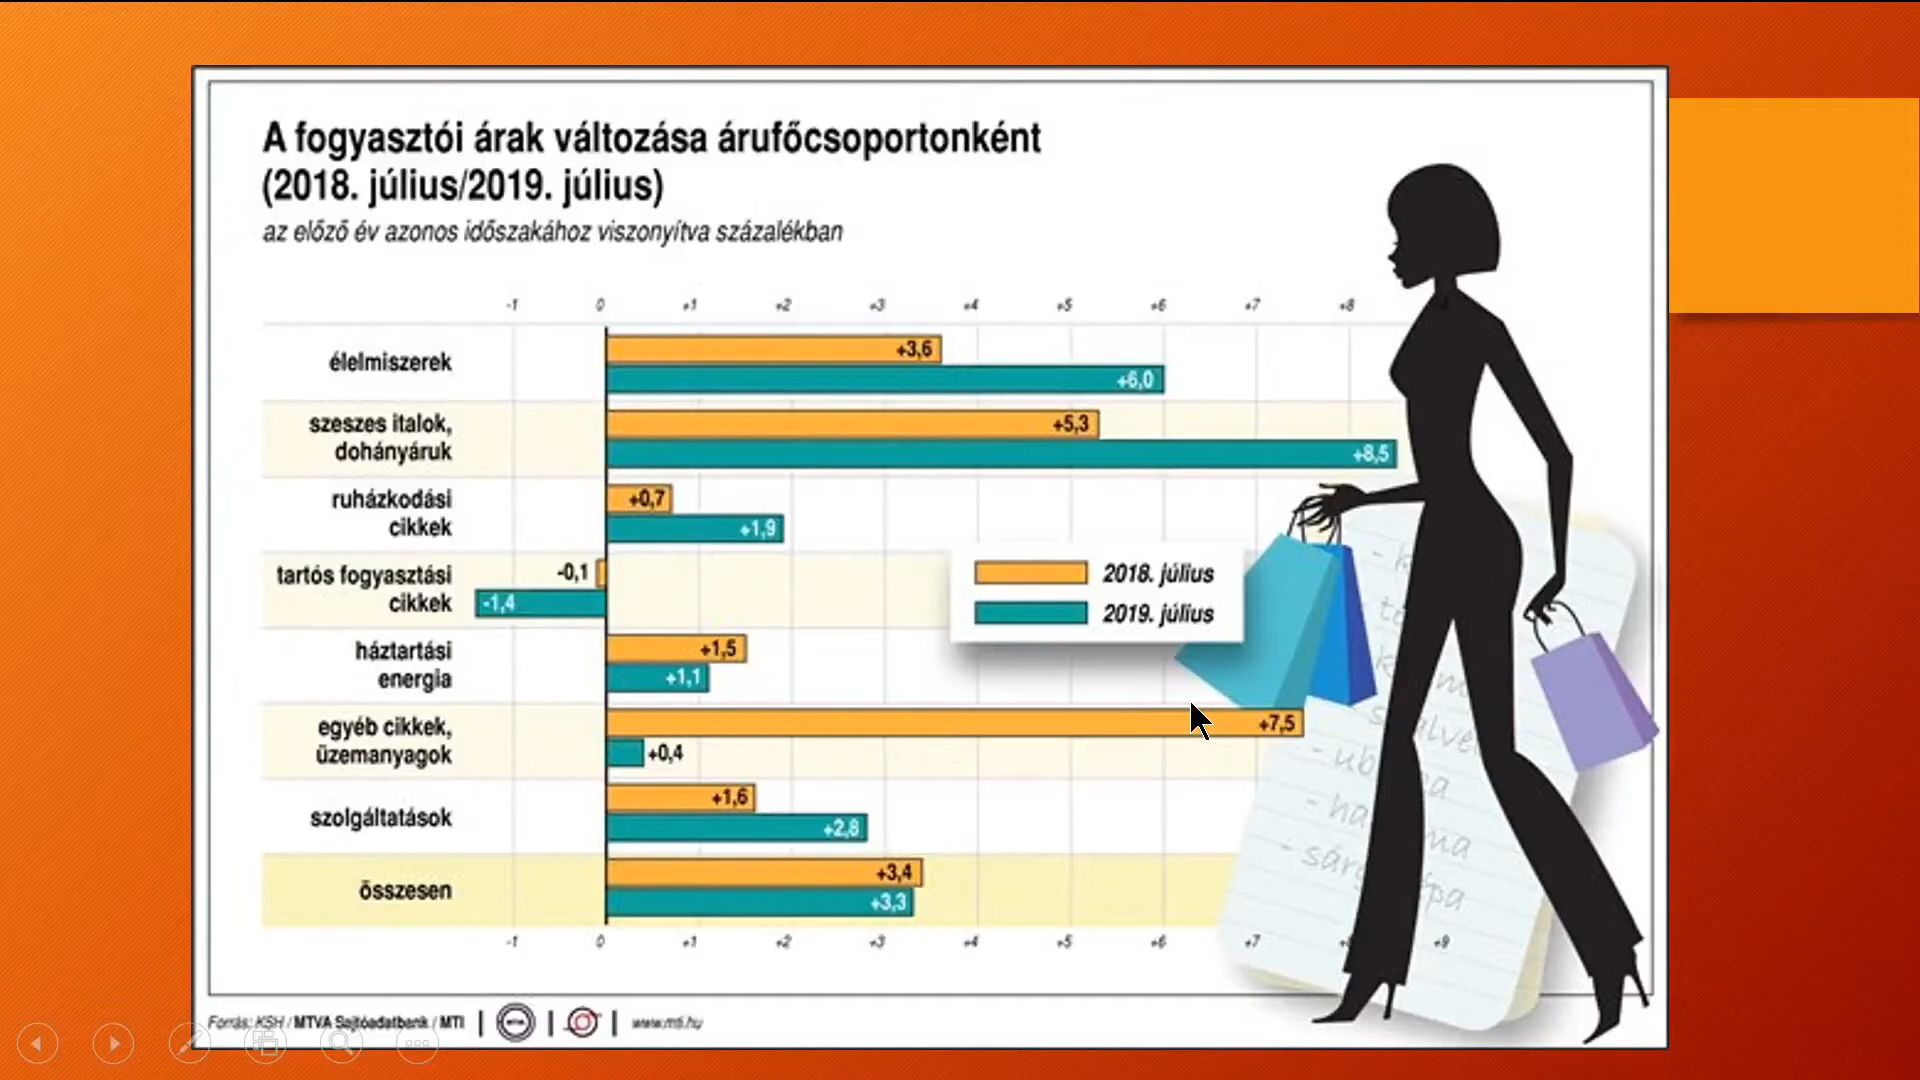 A fogyasztói árak változása árufőcsoportonként
(2018. július/2019. július)
az előző év azonos időszakához viszonyítva százalékban
-1 0 +1 +2 +3 +4 +5 +6 +7 +8
élelmiszerek
+3,6
+6,0
szeszes italok,
dohányáruk
+5,3
+8,5
ruházkodási
cikkek
+0,7
+1,9
tartós fogyasztási
cikkek
-0,1
-1,4
2018. július
2019. július
háztartási
energia
+1,5
+1,1
egyéb cikkek,
üzemanyagok
+7,5
+0,4
szolgáltatások
+1,6
+2,8
összesen
+3,4
+3,3
-1 0 +1 +2 +3 +4 +5 +6 +7 +9
Forrás: KSH / MTVA Sajtóadatbank / MTI
www.mti.hu